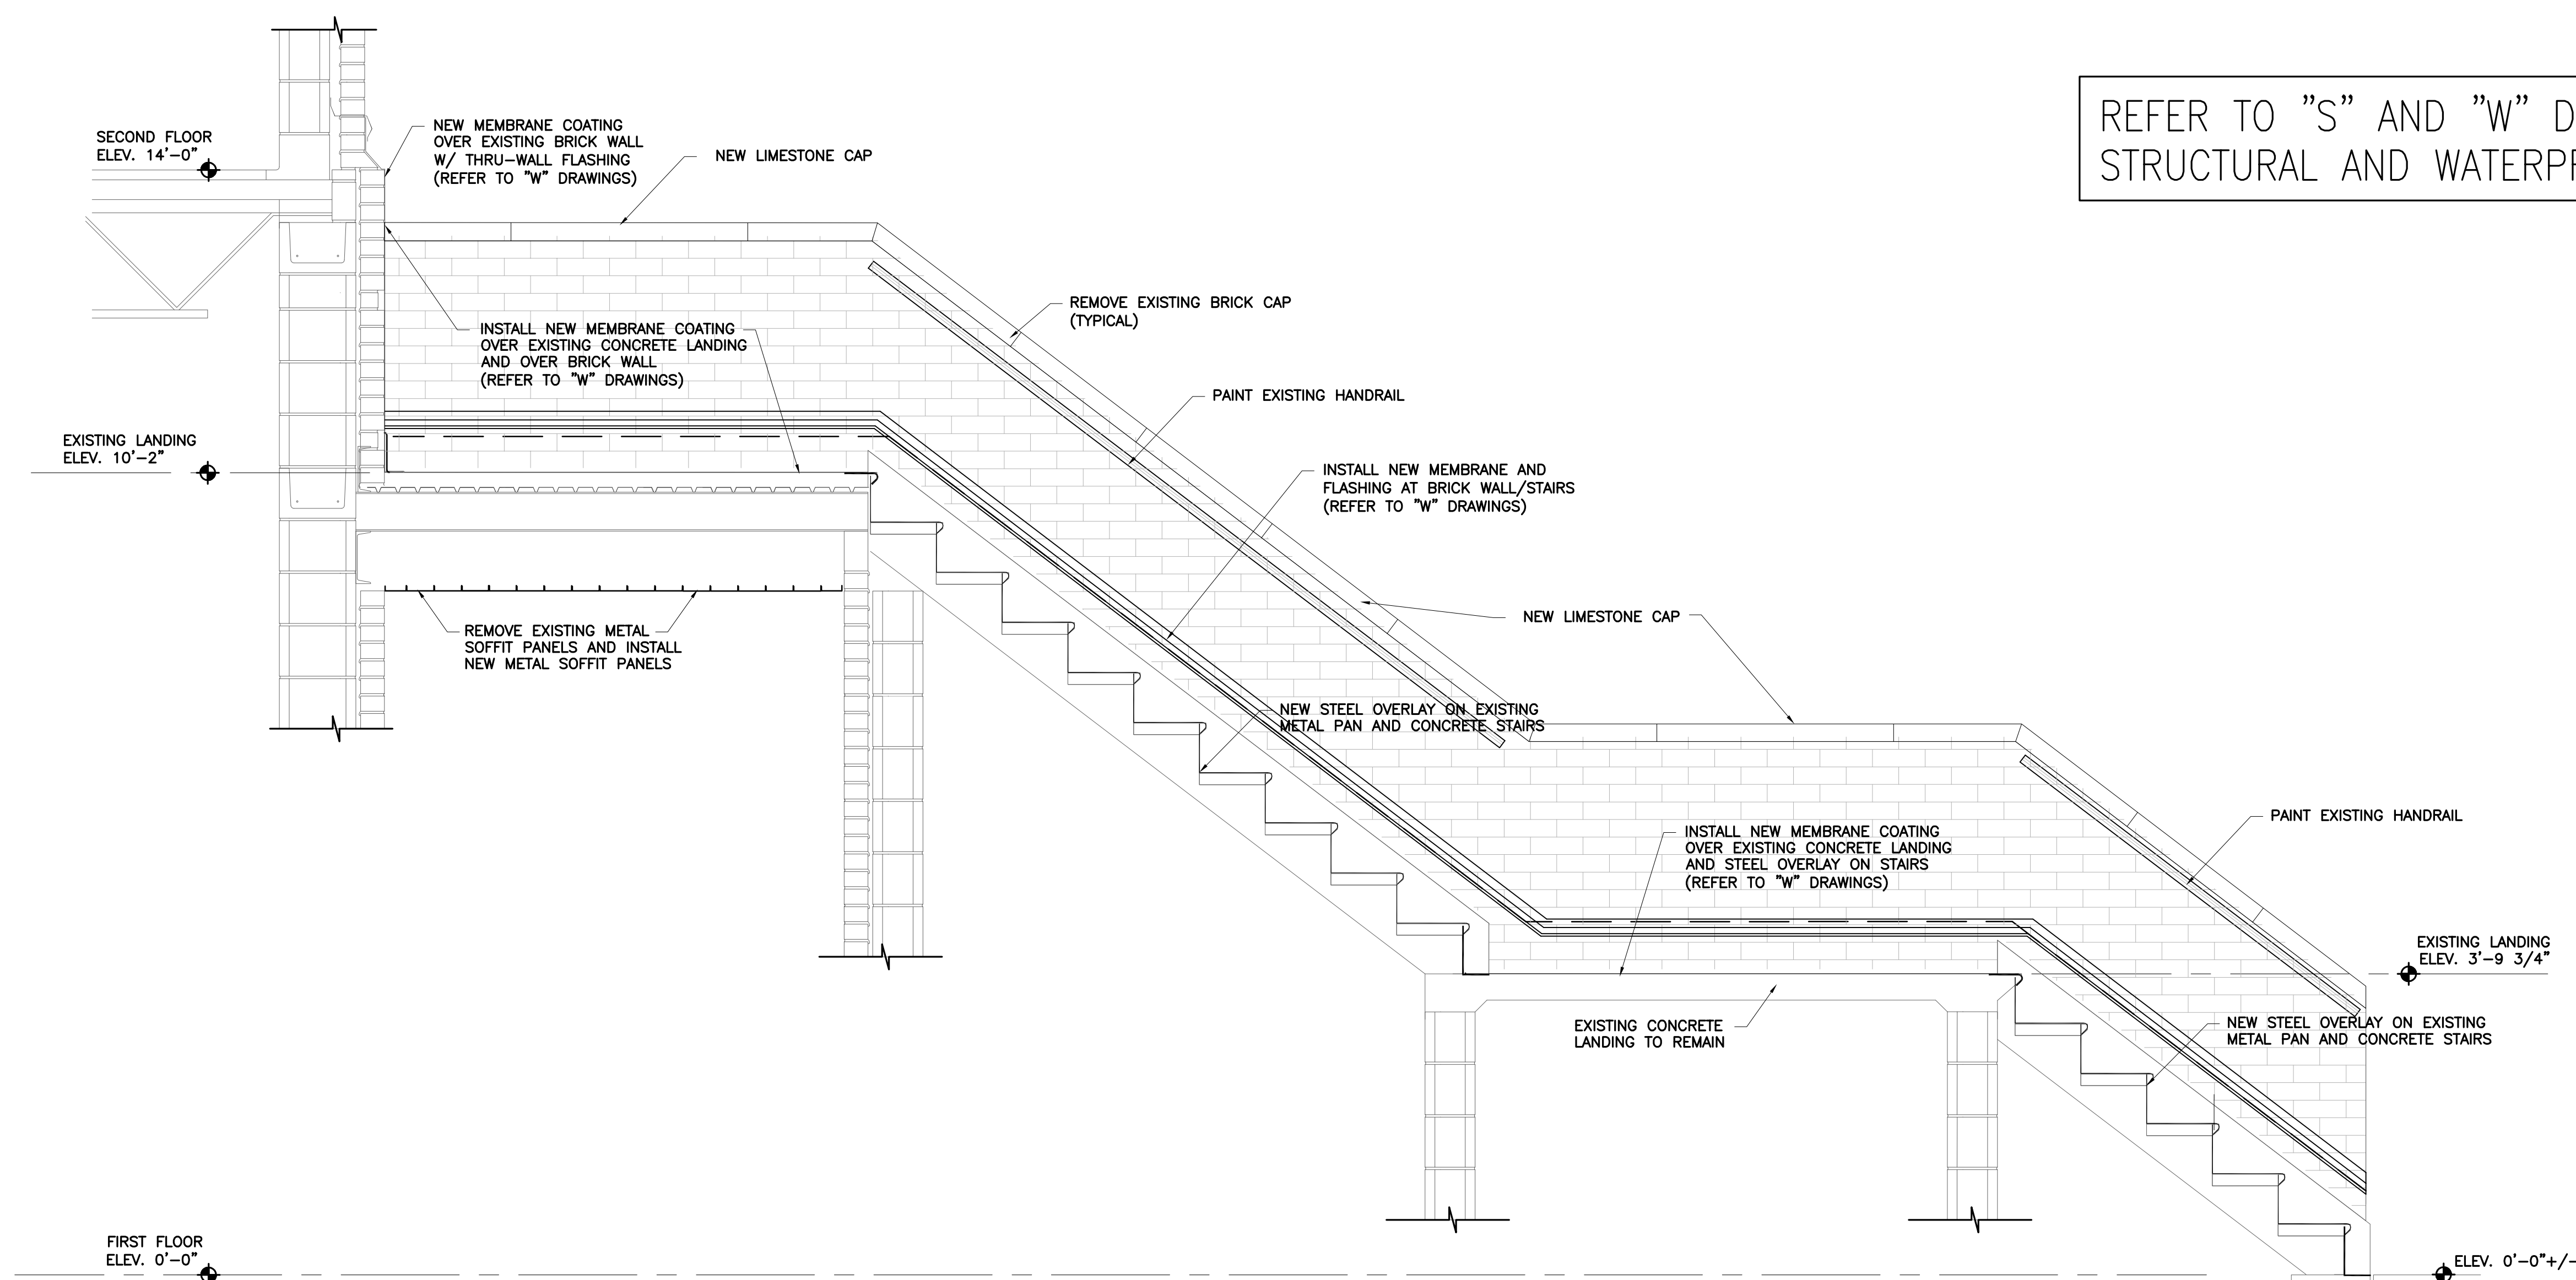 SECOND FLOOR
ELEV. 14'-0"
NEW MEMBRANE COATING
OVER EXISTING BRICK WALL
W/ THRU-WALL FLASHING
(REFER TO "W" DRAWINGS)
NEW LIMESTONE CAP
REFER TO "S" AND "W"
STRUCTURAL AND
REMOVE EXISTING BRICK CAP
(TYPICAL)
INSTALL NEW MEMBRANE COATING
OVER EXISTING CONCRETE LANDING
AND OVER BRICK WALL
(REFER TO "W" DRAWINGS)
PAINT EXISTING HANDRAIL
EXISTING LANDING
ELEV. 10'-2"
INSTALL NEW MEMBRANE AND
FLASHING AT BRICK WALL/STAIRS
(REFER TO "W" DRAWINGS)
NEW LIMESTONE CAP
REMOVE EXISTING METAL
SOFFIT PANELS AND INSTALL
NEW METAL SOFFIT PANELS
NEW STEEL OVERLAY ON EXISTING
METAL PAN AND CONCRETE STAIRS
PAINT EXISTING HANDRAIL
INSTALL NEW MEMBRANE COATING
OVER EXISTING CONCRETE LANDING
AND STEEL OVERLAY ON STAIRS
(REFER TO "W" DRAWINGS)
EXISTING LANDING
ELEV. 3'-9 3/4"
EXISTING CONCRETE
LANDING TO REMAIN
NEW STEEL OVERLAY ON EXISTING
METAL PAN AND CONCRETE STAIRS
FIRST FLOOR
ELEV. 0'-0"
ELEV. 0'-0"+/-